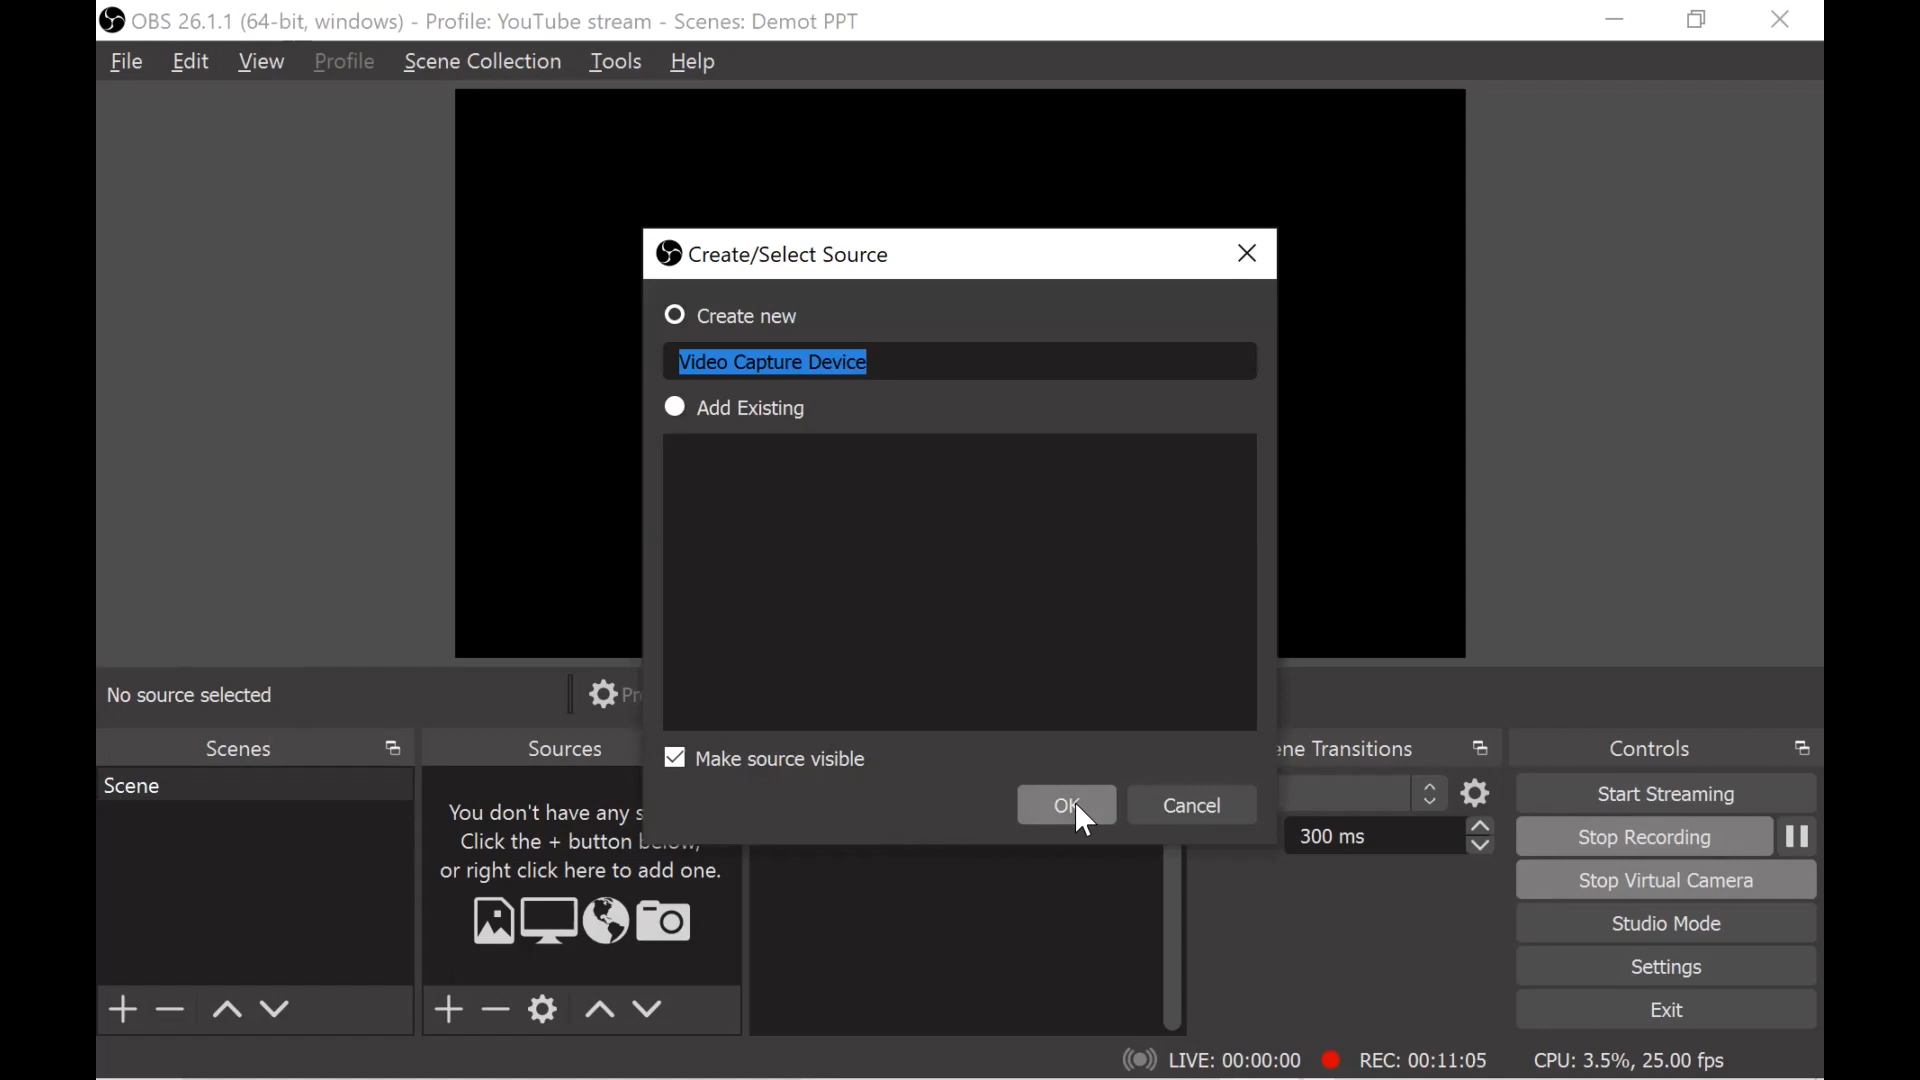 OBS 26.1.1 (64-bit, windows) - Profile: YouTube stream - Scenes: Demot PPT
File Edit View Profile Scene Collection Tools Help
Create/Select Source
Create new
Video Capture Device
Add Existing
Make source visible
OK Cancel
No source selected
Scenes
Scene
Sources
You don't have any
Click the + button
or right click here to add one.
Transitions
300 ms
Controls
Start Streaming
Stop Recording
Stop Virtual Camera
Studio Mode
Settings
Exit
LIVE: 00:00:00 REC: 00:11:05 CPU: 3.5%, 25.00 fps